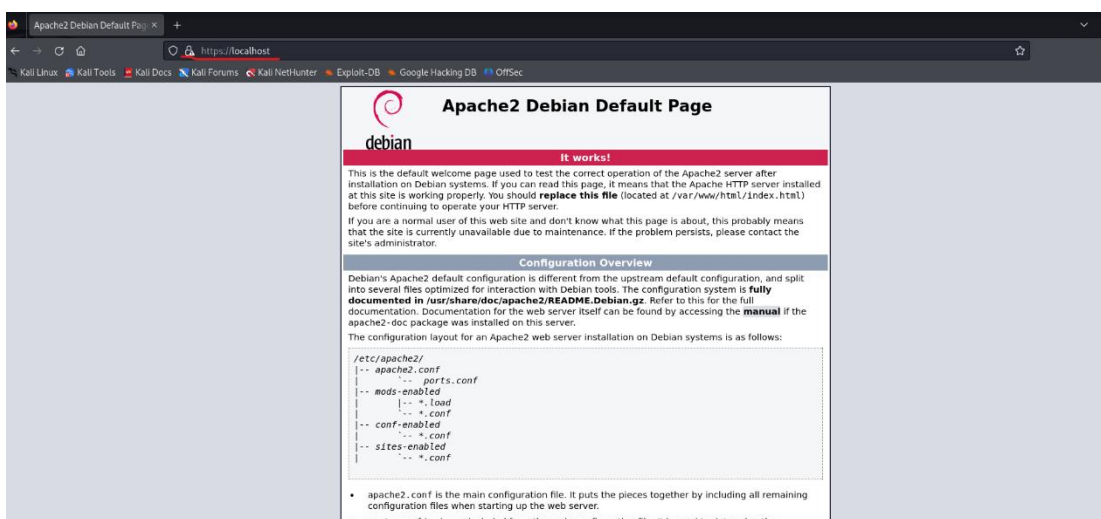 Apache2 Debian Default Pag
https://localhost
Kali Linux Kali Tools Kali Docs Kali Forums Kali NetHunter Exploit-DB Google Hacking DB OffSec
Apache2 Debian Default Page
debian
It works!
This is the default welcome page used to test the correct operation of the Apache2 server after
installation on Debian systems. If you can read this page, it means that the Apache HTTP server installed
at this site is working properly. You should replace this file (located at /var/www/html/index.html)
before continuing to operate your HTTP server.
If you are a normal user of this web site and don't know what this page is about, this probably means
that the site is currently unavailable due to maintenance. If the problem persists, please contact the
site's administrator.
Configuration Overview
Debian's Apache2 default configuration is different from the upstream default configuration, and split
into several files optimized for interaction with Debian tools. The configuration system is fully
documented in /usr/share/doc/apache2/README.Debian.gz. Refer to this for the full
documentation. Documentation for the web server itself can be found by accessing the manual if the
apache2-doc package was installed on this server.
The configuration layout for an Apache2 web server installation on Debian systems is as follows:
/etc/apache2/
|-- apache2.conf
|       `--  ports.conf
|-- mods-enabled
|       |-- *.load
|       `-- *.conf
|-- conf-enabled
|       `-- *.conf
|-- sites-enabled
|       `-- *.conf
• apache2.conf is the main configuration file. It puts the pieces together by including all remaining
configuration files when starting up the web server.